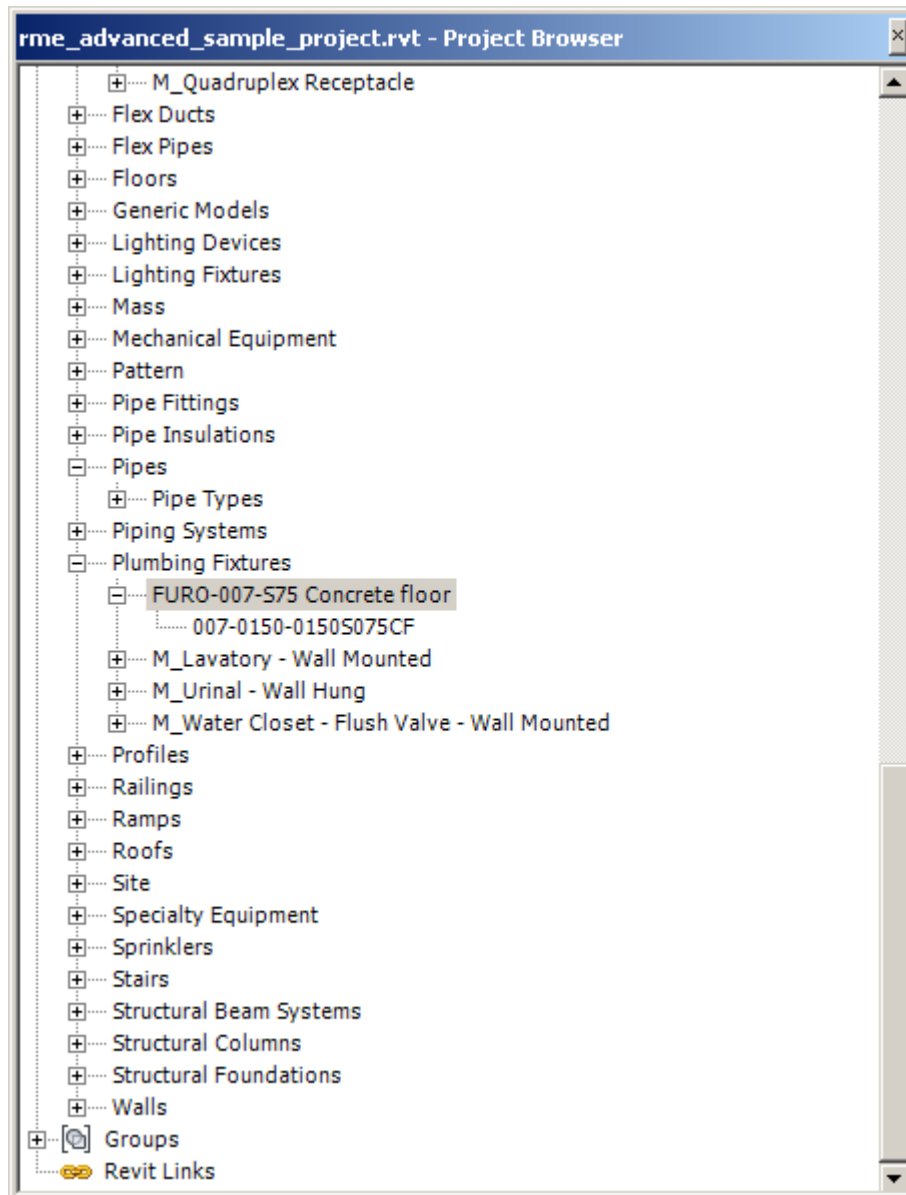 rme_advanced_sample_project.rvt - Project Browser
M_Quadruplex Receptacle
Flex Ducts
Flex Pipes
Floors
Generic Models
Lighting Devices
Lighting Fixtures
Mass
Mechanical Equipment
Pattern
Pipe Fittings
Pipe Insulations
Pipes
Pipe Types
Piping Systems
Plumbing Fixtures
FURO-007-S75 Concrete floor
007-0150-0150S075CF
M_Lavatory - Wall Mounted
M_Urinal - Wall Hung
M_Water Closet - Flush Valve - Wall Mounted
Profiles
Railings
Ramps
Roofs
Site
Specialty Equipment
Sprinklers
Stairs
Structural Beam Systems
Structural Columns
Structural Foundations
Walls
Groups
Revit Links